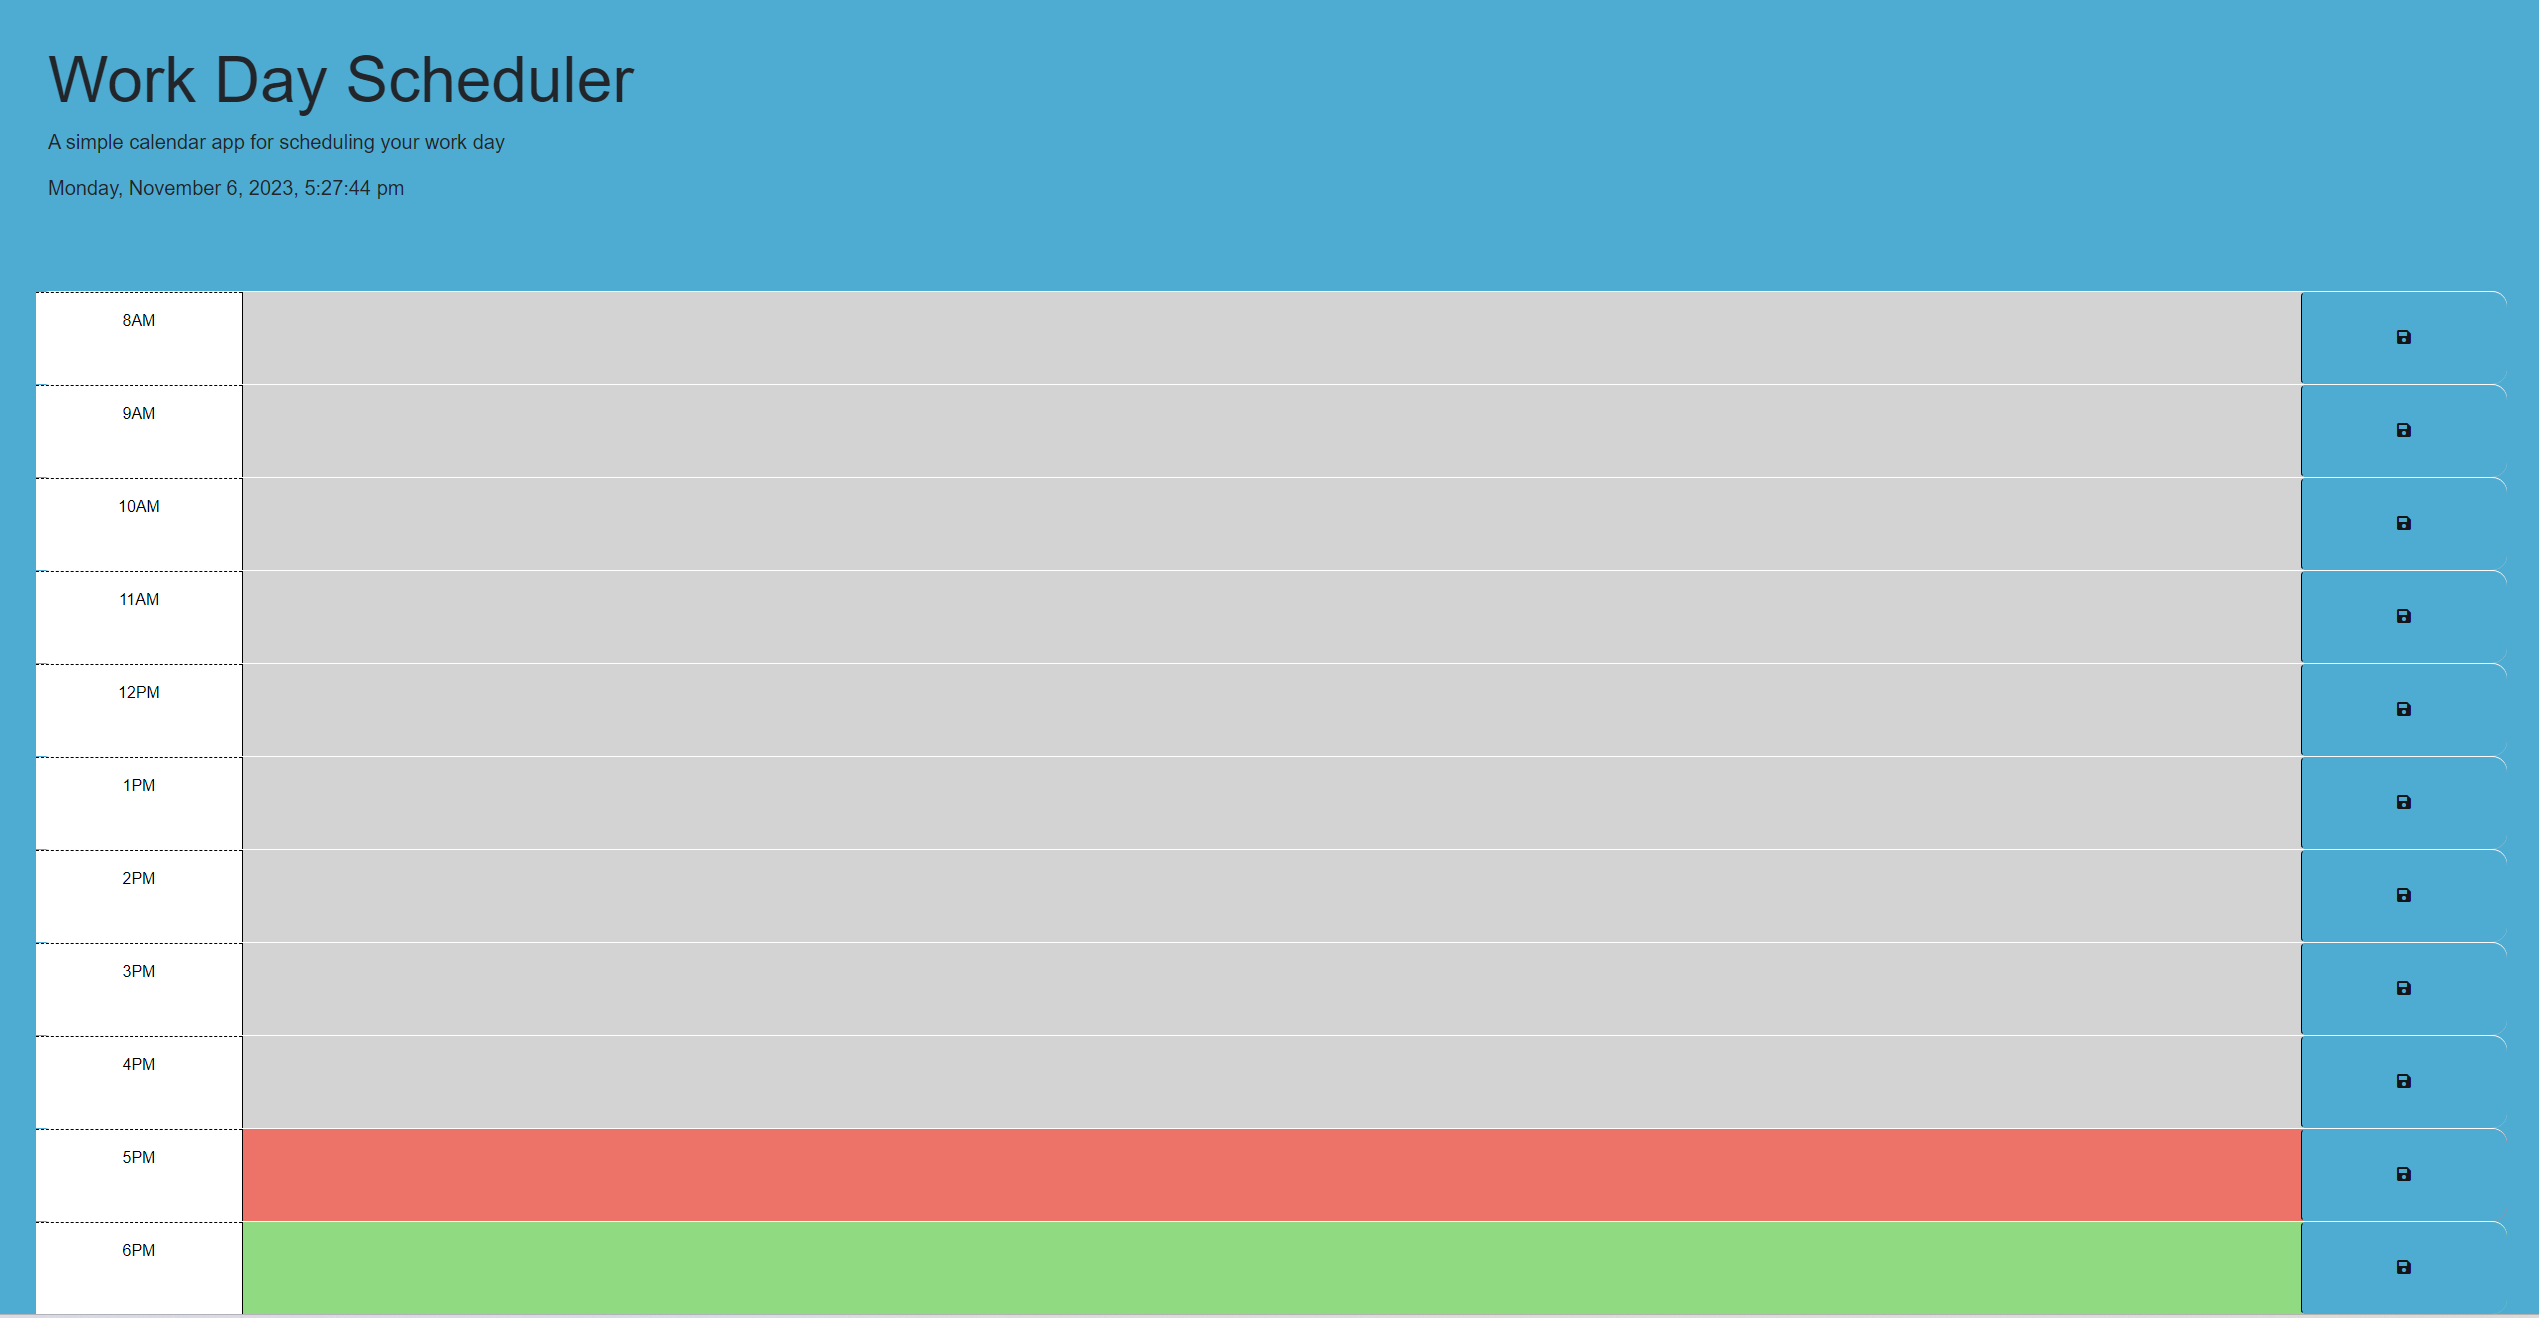 Work Day Scheduler
A simple calendar app for scheduling your work day
Monday, November 6, 2023, 5:27:44 pm
8AM
9AM
10AM
11AM
12PM
1PM
2PM
3PM
4PM
5PM
6PM